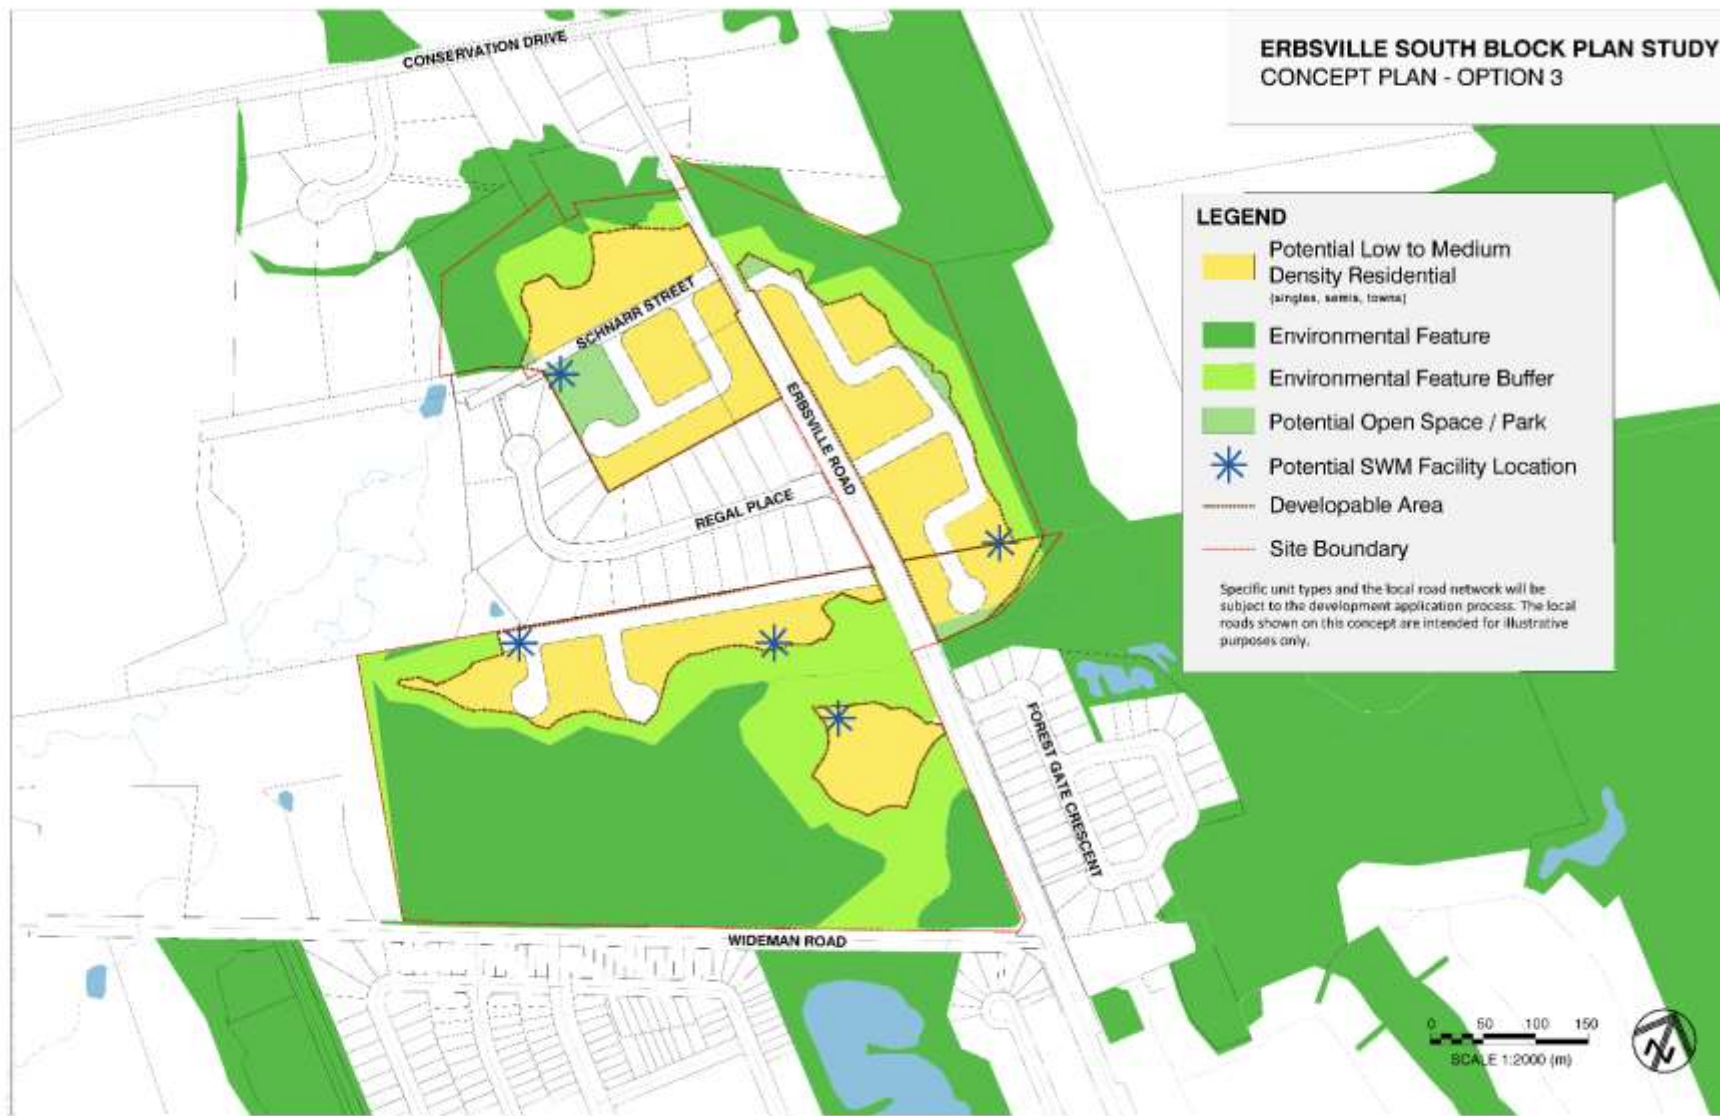 ERBSVILLE SOUTH BLOCK PLAN STUDY
CONCEPT PLAN - OPTION 3
CONSERVATION DRIVE
LEGEND
Potential Low to Medium
Density Residential
(singles, semis, towns)
Environmental Feature
Environmental Feature Buffer
Potential Open Space / Park
Potential SWM Facility Location
Developable Area
Site Boundary
Specific unit types and the local road network will be
subject to the development application process. The local
roads shown on this concept are intended for illustrative
purposes only.
SCHNARR STREET
ERBSVILLE ROAD
REGAL PLACE
FOREST GATE CRESCENT
WIDEMAN ROAD
0 50 100 150
SCALE 1:2000 (m)
N